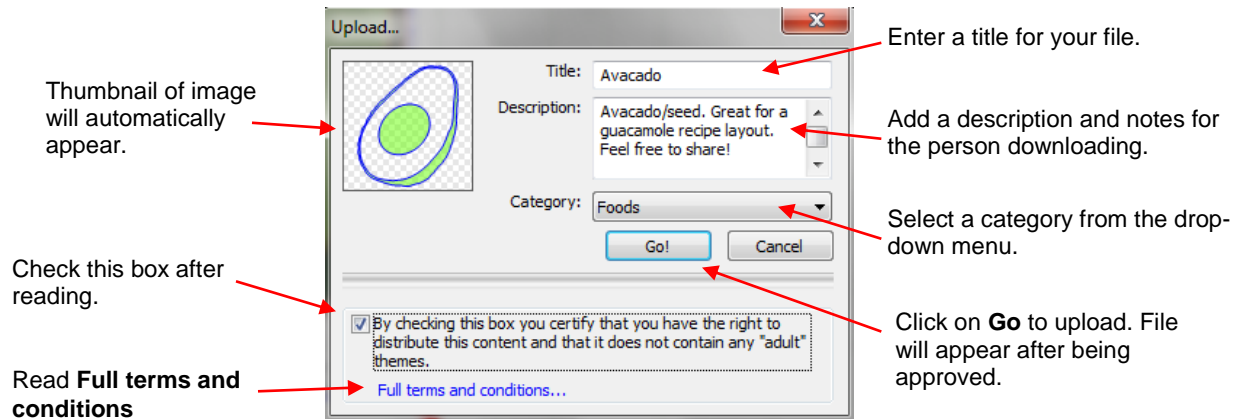 Upload...
x
Thumbnail of image
will automatically
appear.
Title:
Avacado
Enter a title for your file.
Description:
Avacado/seed. Great for a
guacamole recipe layout.
Feel free to share!
Add a description and notes for
the person downloading.
Category:
Foods
Select a category from the drop-
down menu.
Go!
Cancel
Check this box after
reading.
By checking this box you certify that you have the right to
distribute this content and that it does not contain any "adult"
themes.
Click on Go to upload. File
will appear after being
approved.
Read Full terms and
conditions
Full terms and conditions...